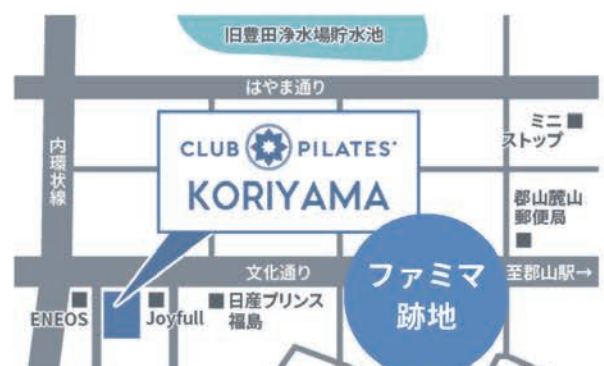 旧豊田浄水場貯水池
はやま通り
内環状線
ミニ
ストップ
CLUB PILATES
KORIYAMA
郡山麓山
郵便局
文化通り
ファミマ
跡地
至郡山駅→
ENEOS
Joyfull
日産プリンス
福島